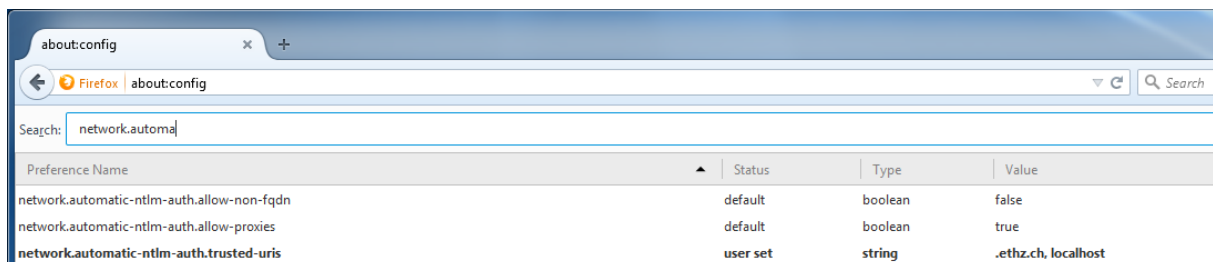 about:config
Firefox about:config Search
Search: network.automa
Preference Name Status Type Value
network.automatic-ntlm-auth.allow-non-fqdn default boolean false
network.automatic-ntlm-auth.allow-proxies default boolean true
network.automatic-ntlm-auth.trusted-uris user set string .ethz.ch, localhost